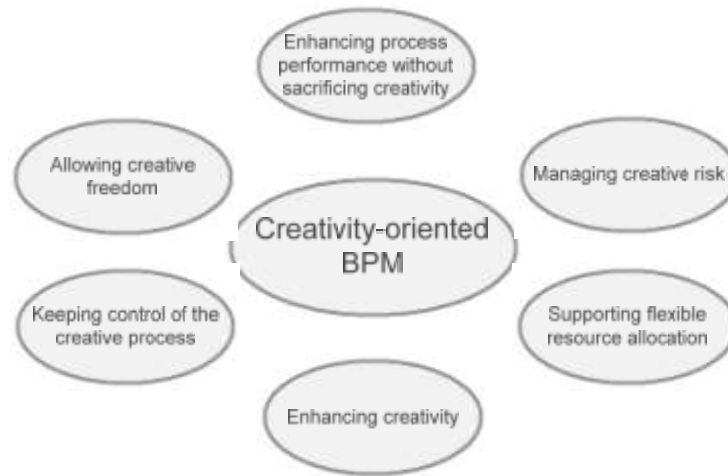 Enhancing process
performance without
sacrificing creativity
Allowing creative
freedom
Managing creative risk
Creativity-oriented
BPM
Keeping control of the
creative process
Supporting flexible
resource allocation
Enhancing creativity